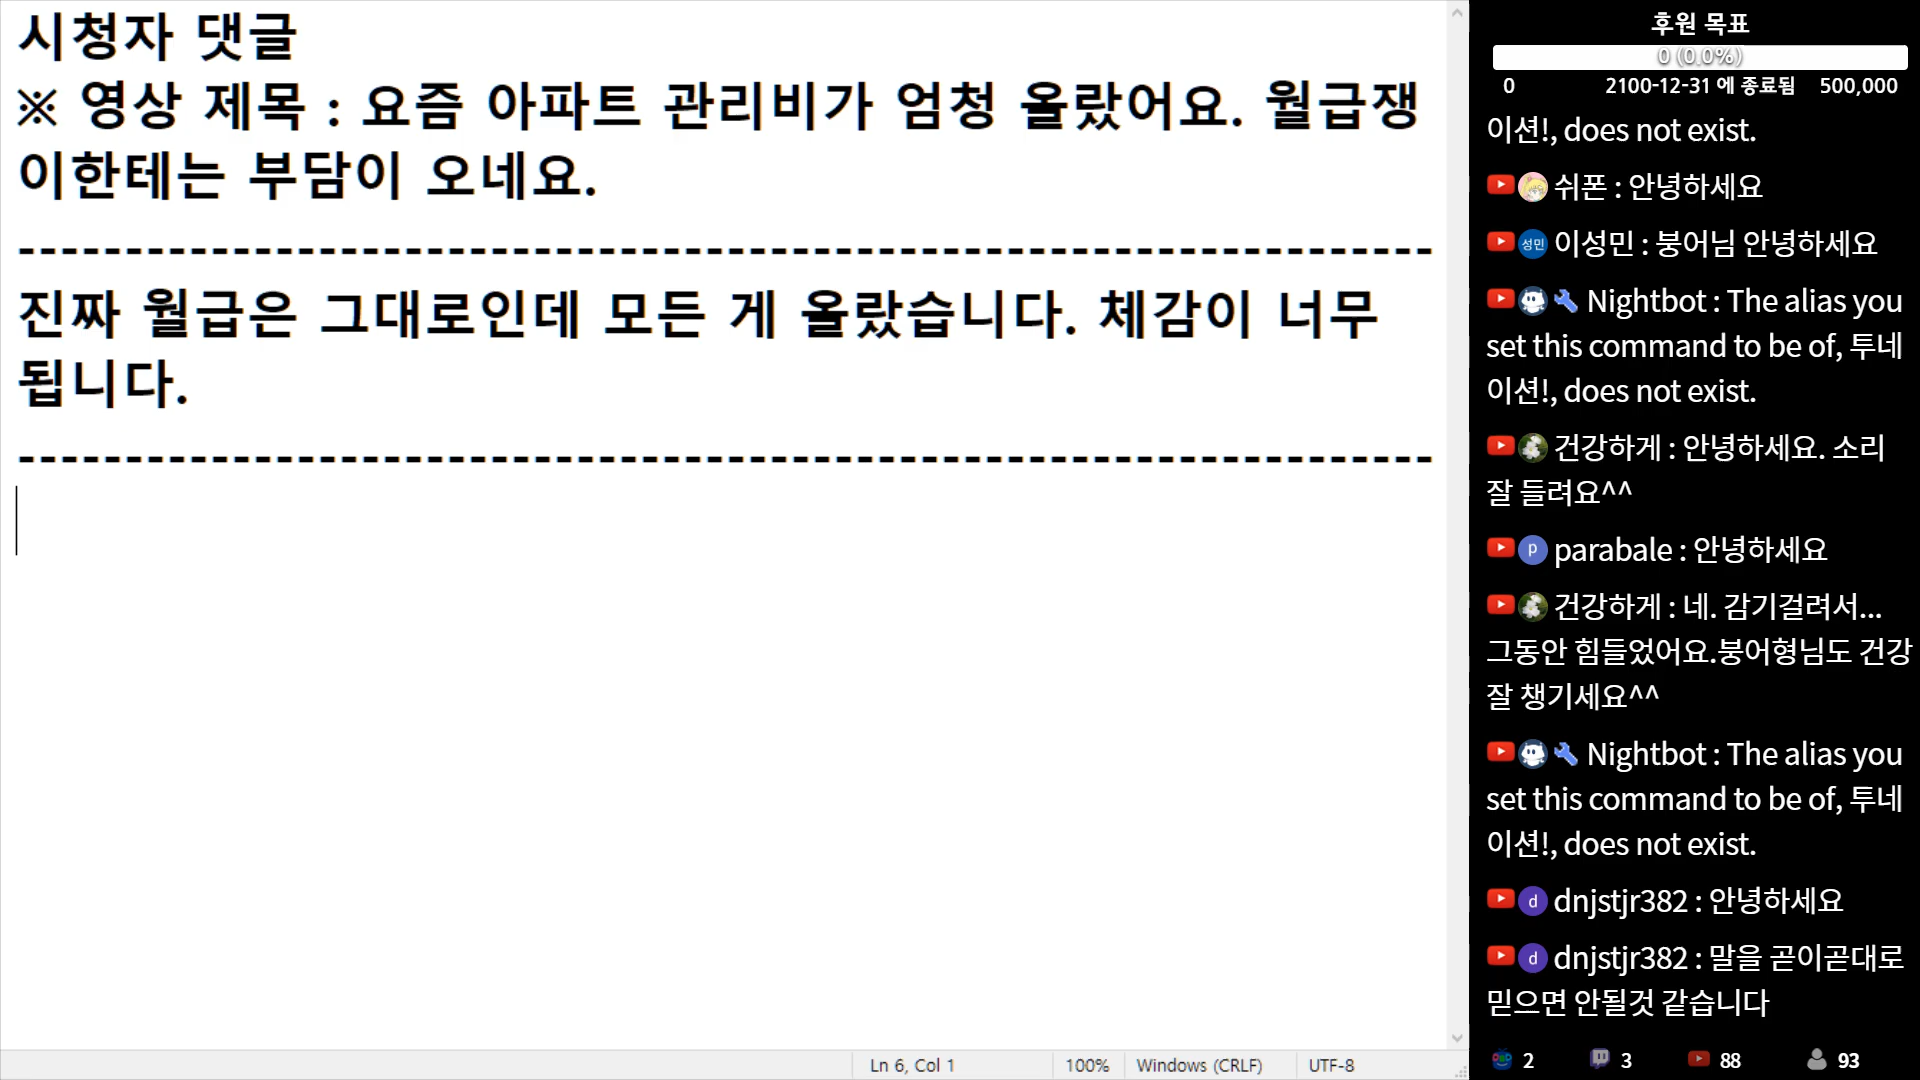 시청자 댓글
※ 영상 제목 : 요즘 아파트 관리비가 엄청 올랐어요. 월급쟁
이한테는 부담이 오네요.
------------------------------------------------------------------
진짜 월급은 그대로인데 모든 게 올랐습니다. 체감이 너무
됩니다.
------------------------------------------------------------------
Ln 6, Col 1
100%
Windows (CRLF)
UTF-8
후원 목표
0 (0.0%)
0 2100-12-31 에 종료됨 500,000
이션!, does not exist.
쉬폰 : 안녕하세요
성민 이성민 : 붕어님 안녕하세요
Nightbot : The alias you
set this command to be of, 투네
이션!, does not exist.
건강하게 : 안녕하세요. 소리
잘 들려요^^
p parabale : 안녕하세요
건강하게 : 네. 감기걸려서...
그동안 힘들었어요.붕어형님도 건강
잘 챙기세요^^
Nightbot : The alias you
set this command to be of, 투네
이션!, does not exist.
d dnjstjr382 : 안녕하세요
d dnjstjr382 : 말을 곧이곧대로
믿으면 안될것 같습니다
2 3 88 93